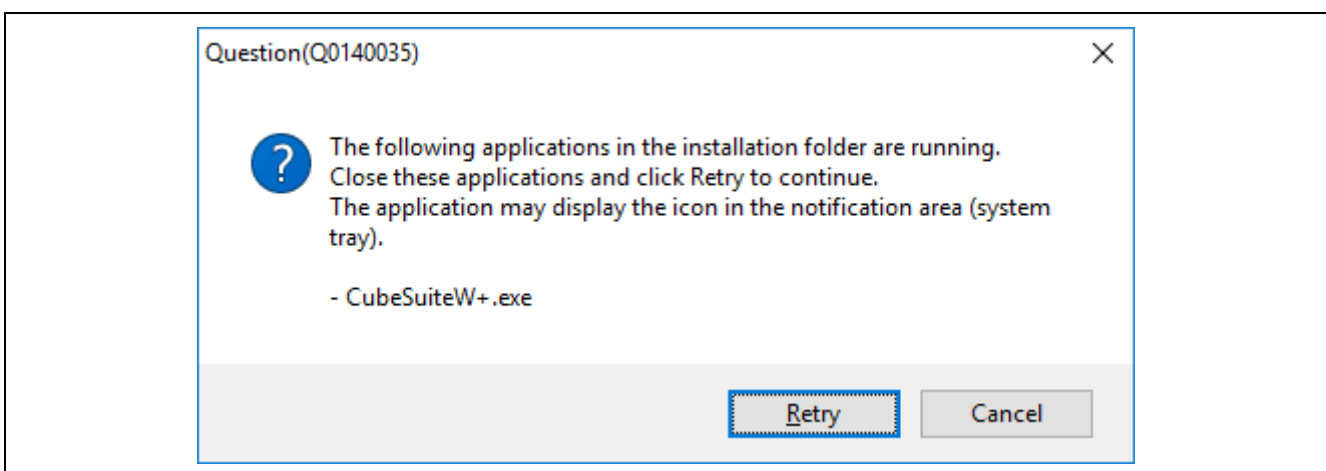 Question(Q0140035)
The following applications in the installation folder are running.
Close these applications and click Retry to continue.
The application may display the icon in the notification area (system
tray).
- CubeSuiteW+.exe
Retry Cancel